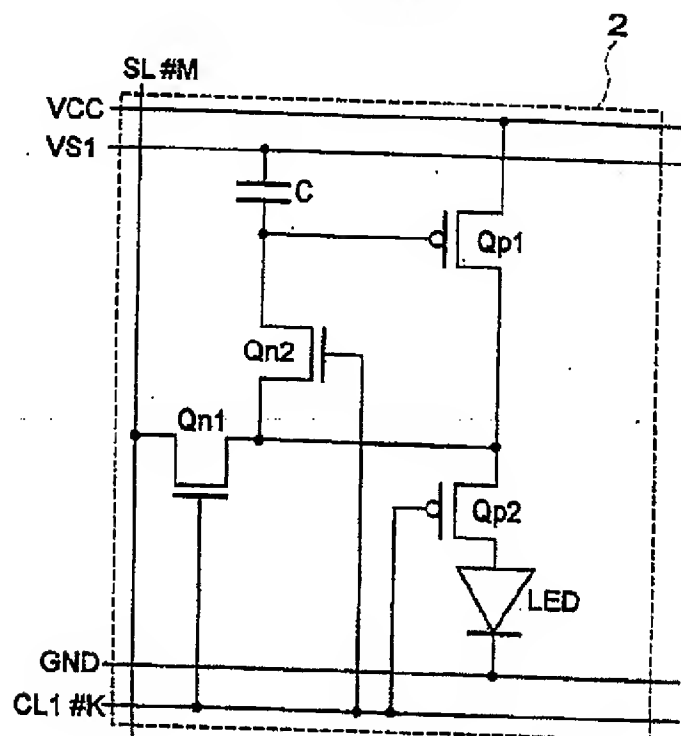 2
SL #M
VCC
VS1
C
Qp1
Qn2
Qn1
Qp2
LED
GND
CL1 #K